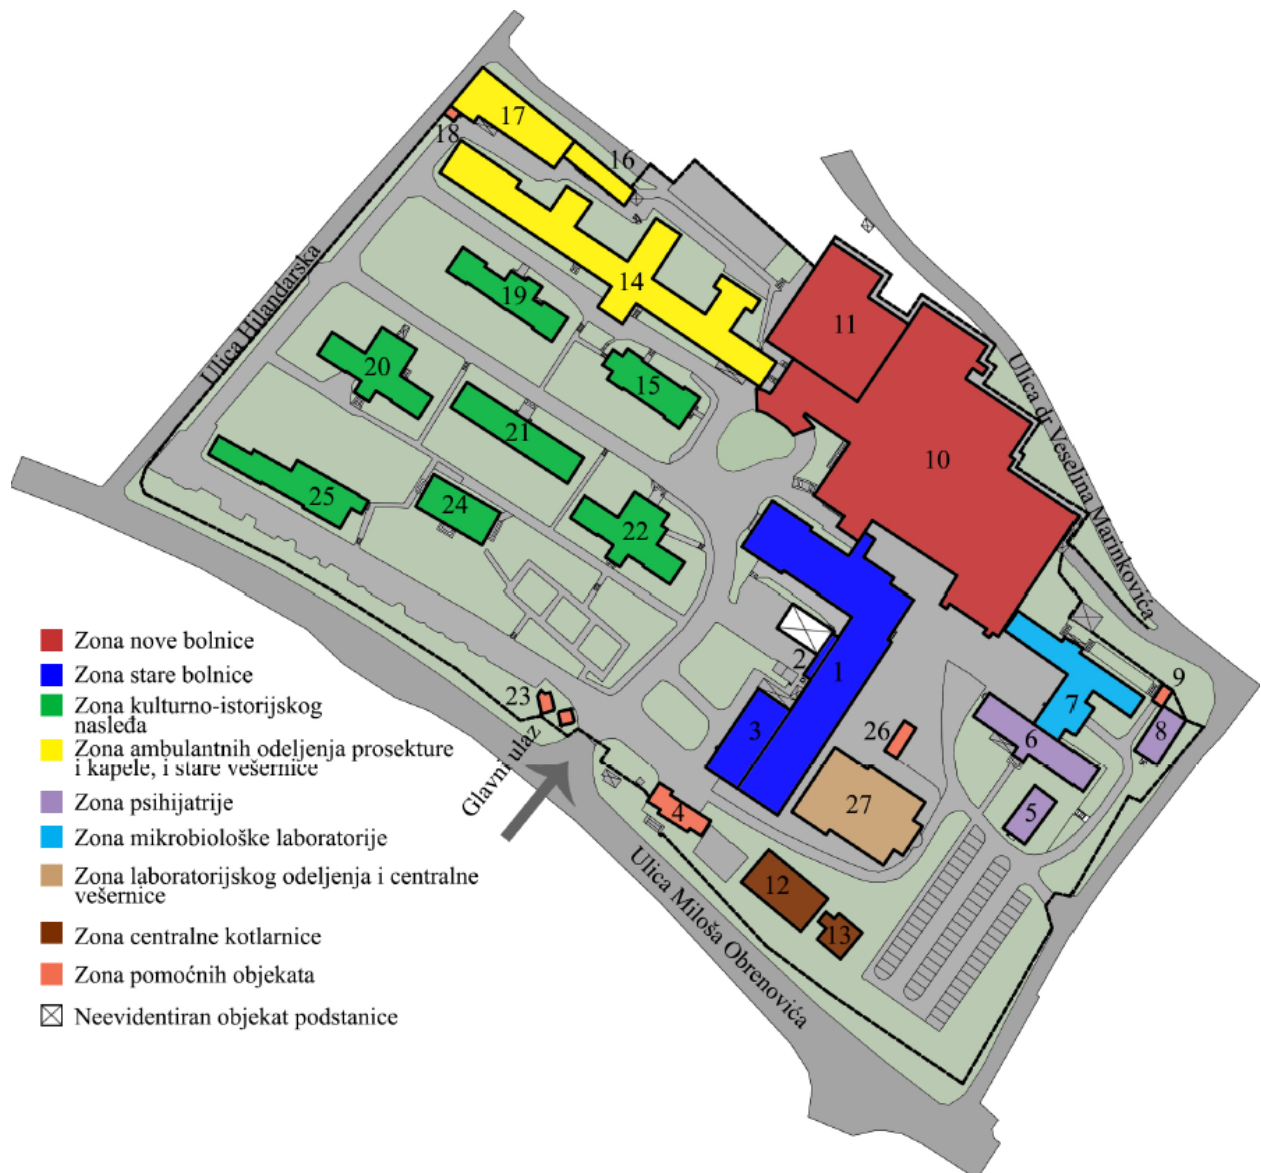 17
18
16
Ulica Hilandarska
19
14
11
Ulica dr Veselina Marinkovića
20
15
21
10
25
24
22
Zona nove bolnice
Zona stare bolnice
Zona kulturno-istorijskog
nasleđa
Zona ambulantnih odeljenja prosekture
i kapele, i stare vešernice
Zona psihijatrije
Zona mikrobiološke laboratorije
Zona laboratorijskog odeljenja i centralne
vešernice
Zona centralne kotlarnice
Zona pomoćnih objekata
Neevidentiran objekat podstanice
2
1
3
23
Glavni ulaz
4
26
27
9
7
8
6
5
12
13
Ulica Miloša Obrenovića